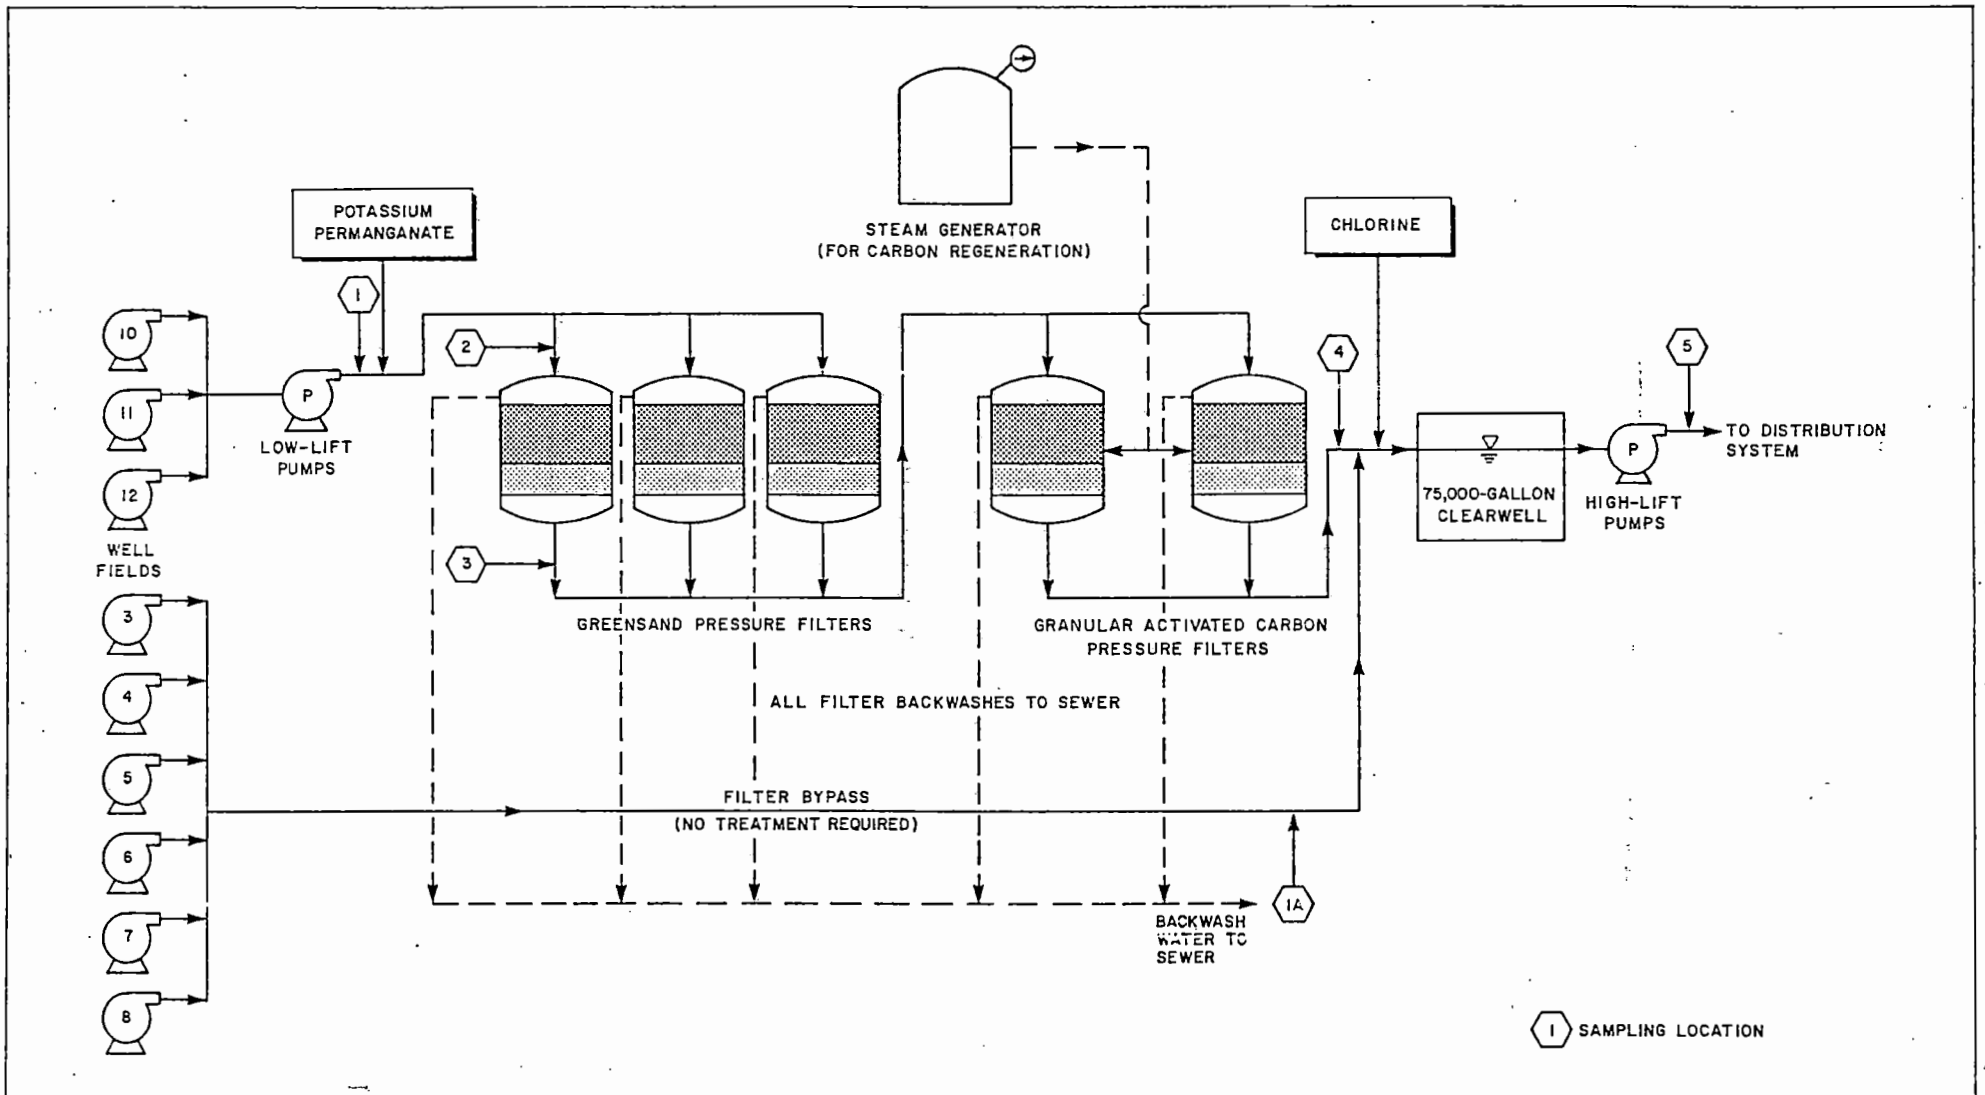 STEAM GENERATOR
(FOR CARBON REGENERATION)
POTASSIUM
PERMANGANATE
CHLORINE
1
2
3
4
5
10
11
12
P
LOW-LIFT
PUMPS
WELL
FIELDS
3
4
5
6
7
8
GREENSAND PRESSURE FILTERS
GRANULAR ACTIVATED CARBON
PRESSURE FILTERS
75,000-GALLON
CLEARWELL
P
HIGH-LIFT
PUMPS
TO DISTRIBUTION
SYSTEM
ALL FILTER BACKWASHES TO SEWER
FILTER BYPASS
(NO TREATMENT REQUIRED)
1A
BACKWASH
WATER TO
SEWER
1 SAMPLING LOCATION